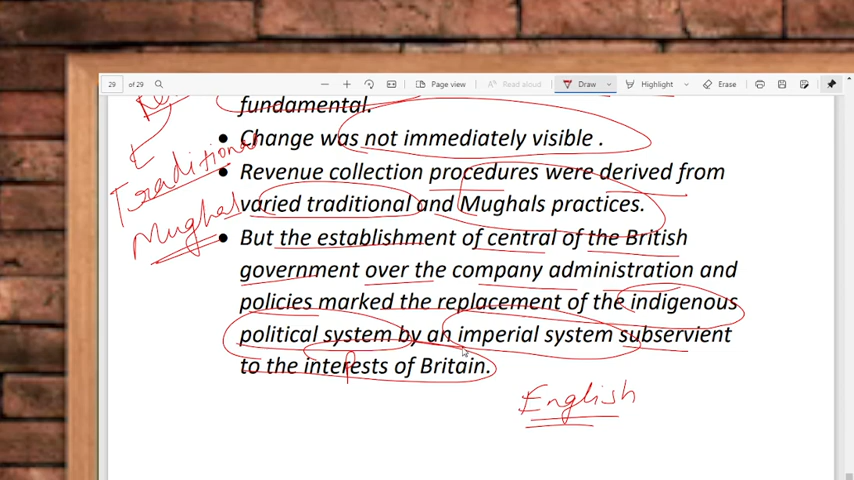 29 of 29 Page view Read aloud Draw Highlight Erase
fundamental.
Change was not immediately visible .
Revenue collection procedures were derived from
varied traditional and Mughals practices.
Traditional
Mughal
But the establishment of central of the British
government over the company administration and
policies marked the replacement of the indigenous
political system by an imperial system subservient
to the interests of Britain.
English